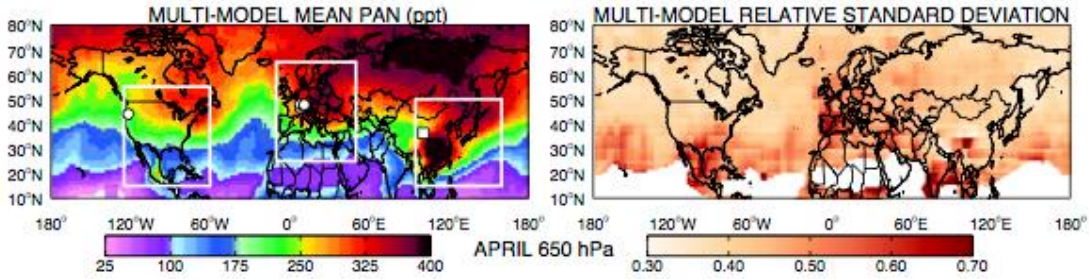 MULTI-MODEL MEAN PAN (ppt)
MULTI-MODEL RELATIVE STANDARD DEVIATION
80°N
70°N
60°N
50°N
40°N
30°N
20°N
10°N
180° 120°W 60°W 0° 60°E 120°E 180°
80°N
70°N
60°N
50°N
40°N
30°N
20°N
10°N
180° 120°W 60°W 0° 60°E 120°E 180°
25 100 175 250 325 400
APRIL 650 hPa
0.30 0.40 0.50 0.60 0.70